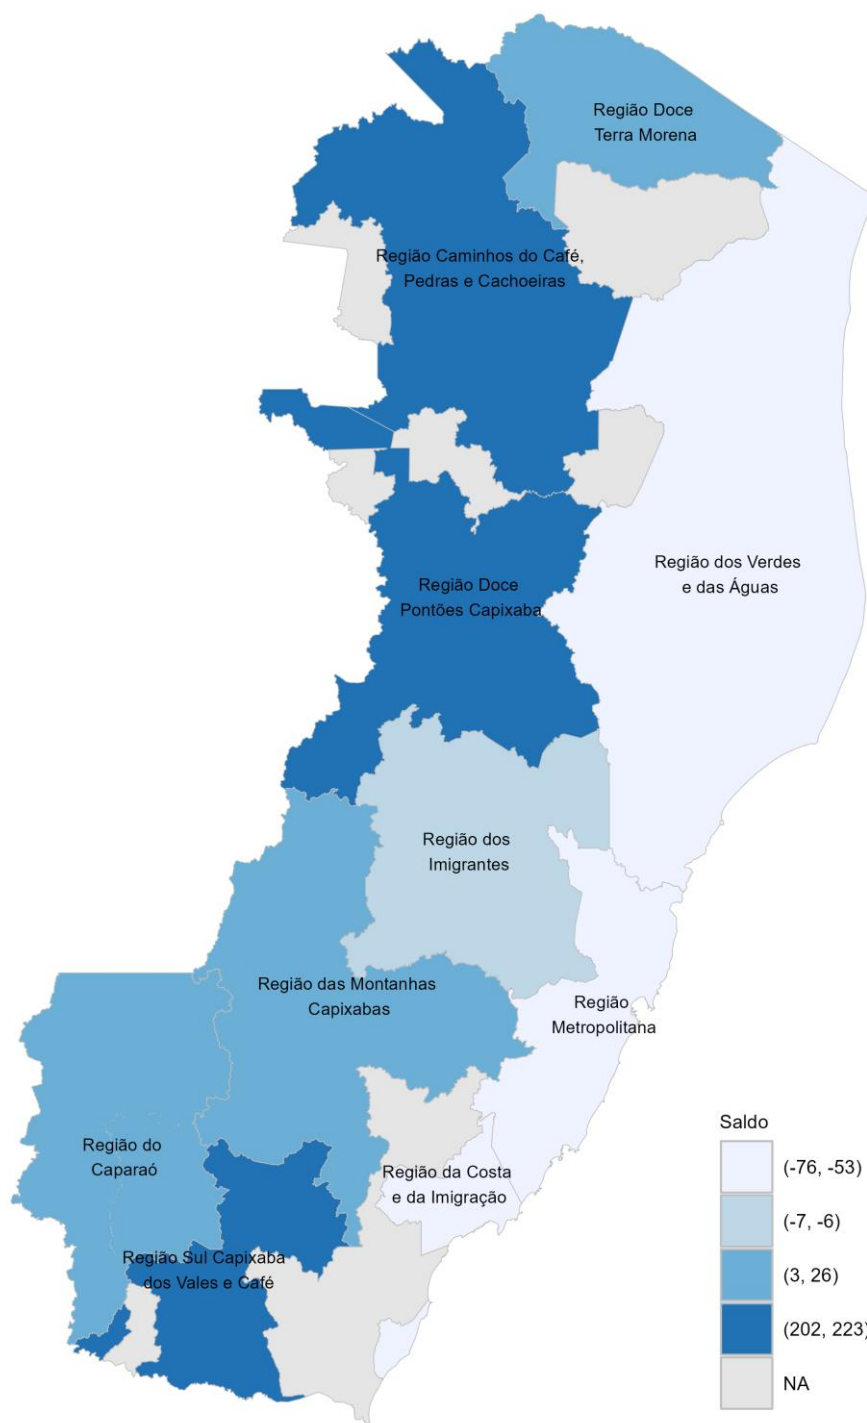 Região Doce
Terra Morena
Região Caminhos do Café,
Pedras e Cachoeiras
Região dos Verdes
e das Águas
Região Doce
Pontões Capixaba
Região dos
Imigrantes
Região das Montanhas
Capixabas
Região
Metropolitana
Região do
Caparaó
Região da Costa
e da Imigração
Região Sul Capixaba
dos Vales e Café
Saldo
(-76, -53)
(-7, -6)
(3, 26)
(202, 223)
NA